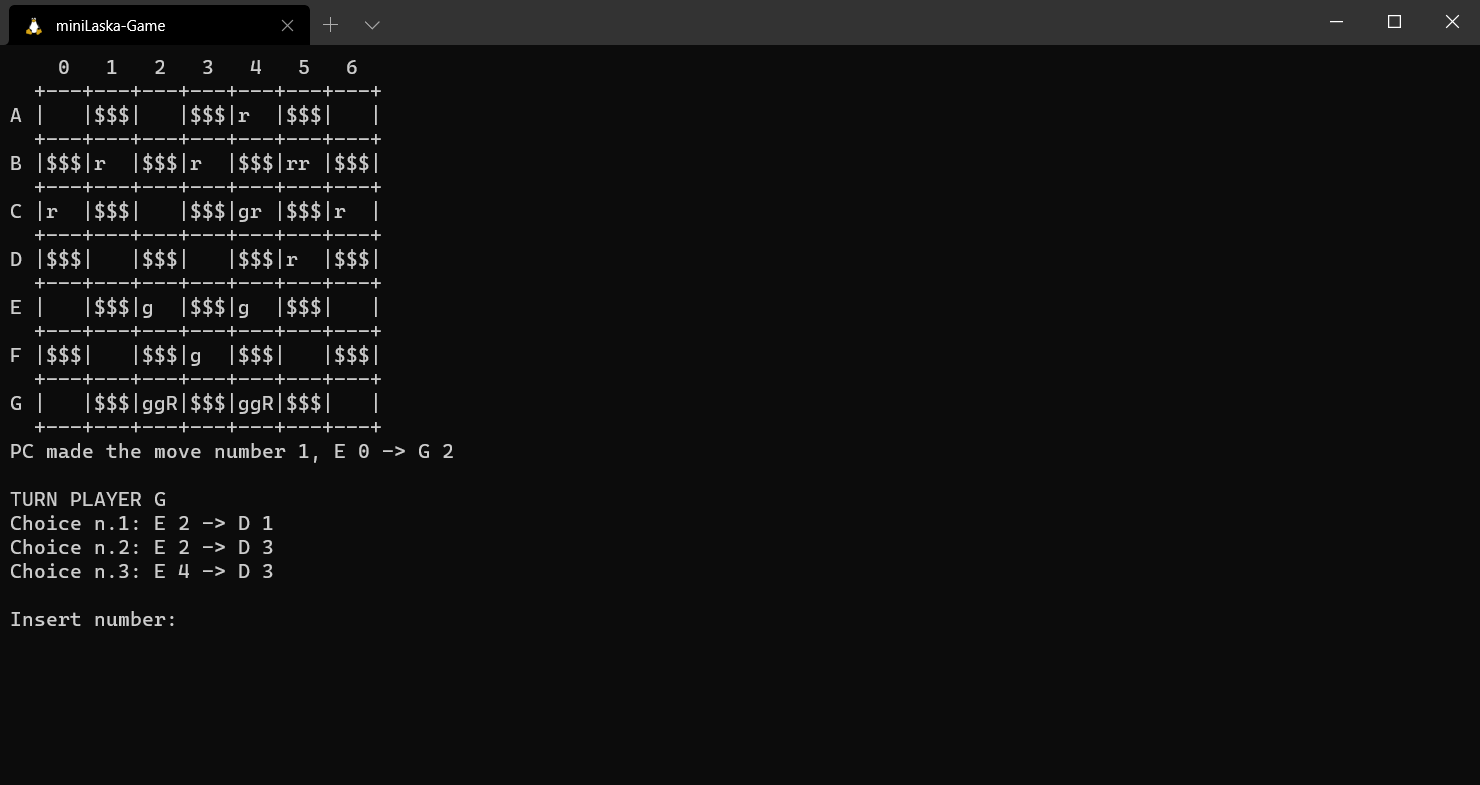 miniLaska-Game
    0   1   2   3   4   5   6
  +---+---+---+---+---+---+---+
A |   |$$$|   |$$$|r  |$$$|   |
  +---+---+---+---+---+---+---+
B |$$$|r  |$$$|r  |$$$|rr |$$$|
  +---+---+---+---+---+---+---+
C |r  |$$$|   |$$$|gr |$$$|r  |
  +---+---+---+---+---+---+---+
D |$$$|   |$$$|   |$$$|r  |$$$|
  +---+---+---+---+---+---+---+
E |   |$$$|g  |$$$|g  |$$$|   |
  +---+---+---+---+---+---+---+
F |$$$|   |$$$|g  |$$$|   |$$$|
  +---+---+---+---+---+---+---+
G |   |$$$|ggR|$$$|ggR|$$$|   |
  +---+---+---+---+---+---+---+
PC made the move number 1, E 0 -> G 2
TURN PLAYER G
Choice n.1: E 2 -> D 1
Choice n.2: E 2 -> D 3
Choice n.3: E 4 -> D 3
Insert number: